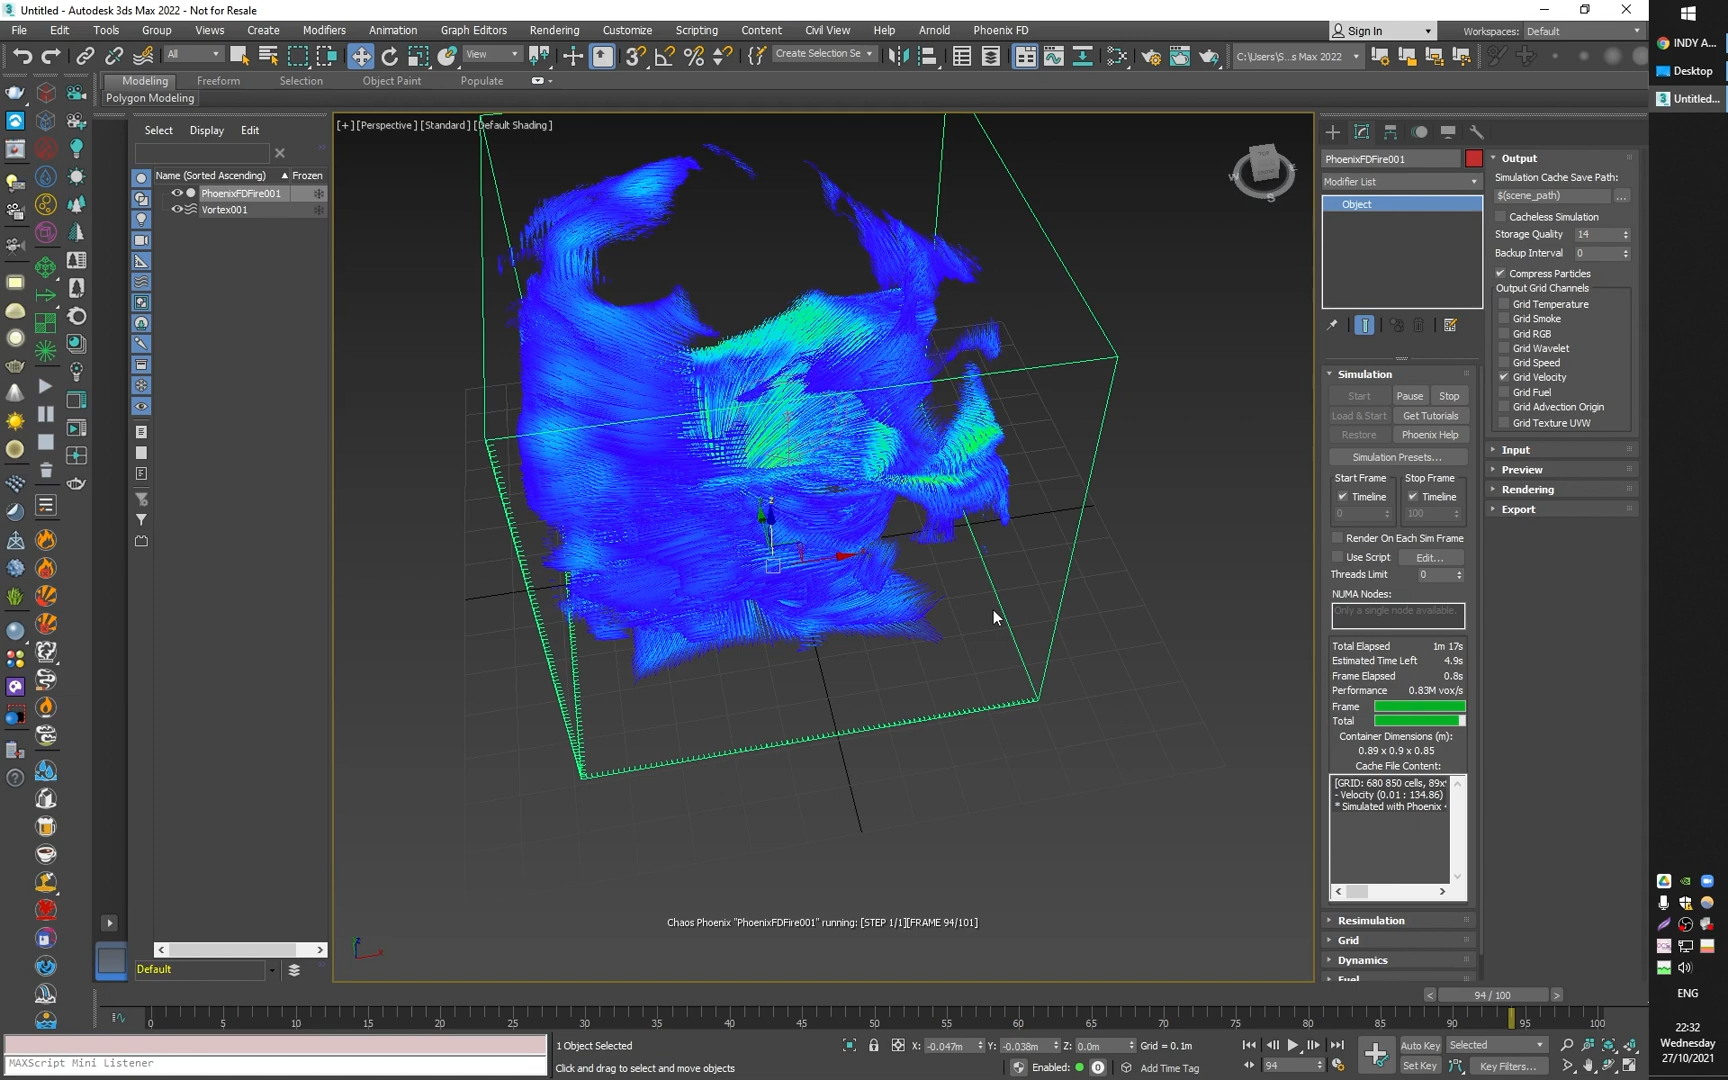 Untitled - Autodesk 3ds Max 2022 - Not for Resale
File Edit Tools Group Views Create Modifiers Animation Graph Editors Rendering Customize Scripting Content Civil View Help Arnold Phoenix FD
Sign In
Workspaces: Default
INDY A...
Desktop
Untitled...
All
View
Create Selection Se
C:\Users\S...s Max 2022
Modeling Freeform Selection Object Paint Populate
Polygon Modeling
Select Display Edit
Name (Sorted Ascending) Frozen
PhoenixFDFire001
Vortex001
Default
[+] [Perspective] [Standard] [Default Shading]
Chaos Phoenix "PhoenixFDFire001" running: [STEP 1/1][FRAME 94/101]
PhoenixFDFire001
Modifier List
Object
Simulation
Start Pause Stop
Load & Start Get Tutorials
Restore Phoenix Help
Simulation Presets...
Start Frame Stop Frame
Timeline Timeline
0 100
Render On Each Sim Frame
Use Script Edit...
Threads Limit 0
NUMA Nodes:
Only a single node available.
Total Elapsed 1m 17s
Estimated Time Left 4.9s
Frame Elapsed 0.8s
Performance 0.83M vox/s
Frame
Total
Container Dimensions (m):
0.89 x 0.9 x 0.85
Cache File Content:
[GRID: 680 850 cells, 89x
- Velocity (0.01 : 134.86)
* Simulated with Phoenix
Resimulation
Grid
Dynamics
Fuel
Output
Simulation Cache Save Path:
$(scene_path) ...
Cacheless Simulation
Storage Quality 14
Backup Interval 0
Compress Particles
Output Grid Channels
Grid Temperature
Grid Smoke
Grid RGB
Grid Wavelet
Grid Speed
Grid Velocity
Grid Fuel
Grid Advection Origin
Grid Texture UVW
Input
Preview
Rendering
Export
< 94 / 100 >
0 5 10 15 20 25 30 35 40 45 50 55 60 65 70 75 80 85 90 95 100
MAXScript Mini Listener
1 Object Selected
Click and drag to select and move objects
X: -0.047m Y: -0.038m Z: 0.0m Grid = 0.1m
Enabled: 0 Add Time Tag
94
Auto Key Selected
Set Key Key Filters...
ENG
22:32
Wednesday
27/10/2021